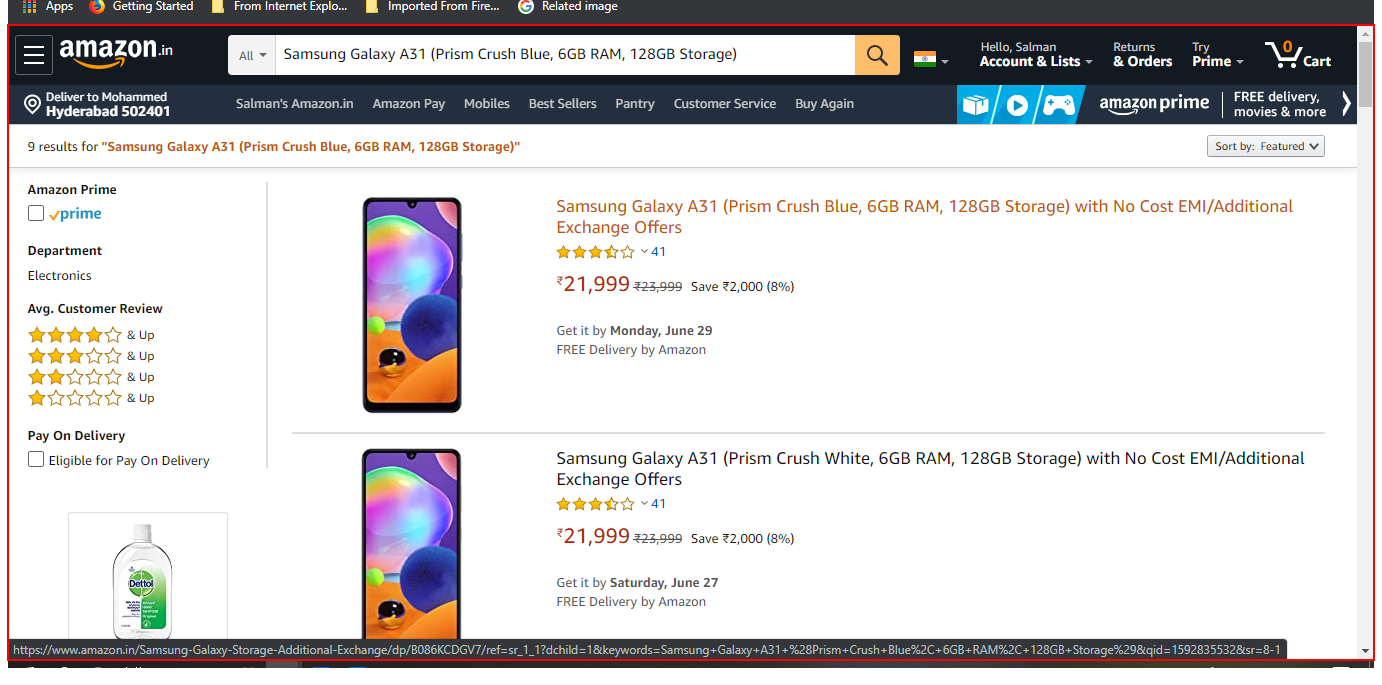 Apps Getting Started From Internet Explo... Imported From Fire... Related image
amazon.in
All Samsung Galaxy A31 (Prism Crush Blue, 6GB RAM, 128GB Storage)
Hello, Salman
Account & Lists
Returns
& Orders
Try
Prime
0
Cart
Deliver to Mohammed
Hyderabad 502401
Salman's Amazon.in Amazon Pay Mobiles Best Sellers Pantry Customer Service Buy Again
amazon prime
FREE delivery,
movies & more
9 results for "Samsung Galaxy A31 (Prism Crush Blue, 6GB RAM, 128GB Storage)"
Sort by: Featured
Amazon Prime
prime
Department
Electronics
Avg. Customer Review
& Up
& Up
& Up
& Up
Pay On Delivery
Eligible for Pay On Delivery
Dettol
Samsung Galaxy A31 (Prism Crush Blue, 6GB RAM, 128GB Storage) with No Cost EMI/Additional
Exchange Offers
41
₹21,999 ₹23,999 Save ₹2,000 (8%)
Get it by Monday, June 29
FREE Delivery by Amazon
Samsung Galaxy A31 (Prism Crush White, 6GB RAM, 128GB Storage) with No Cost EMI/Additional
Exchange Offers
41
₹21,999 ₹23,999 Save ₹2,000 (8%)
Get it by Saturday, June 27
FREE Delivery by Amazon
https://www.amazon.in/Samsung-Galaxy-Storage-Additional-Exchange/dp/B086KCDGV7/ref=sr_1_1?dchild=1&keywords=Samsung+Galaxy+A31+%28Prism+Crush+Blue%2C+6GB+RAM%2C+128GB+Storage%29&qid=1592835532&sr=8-1